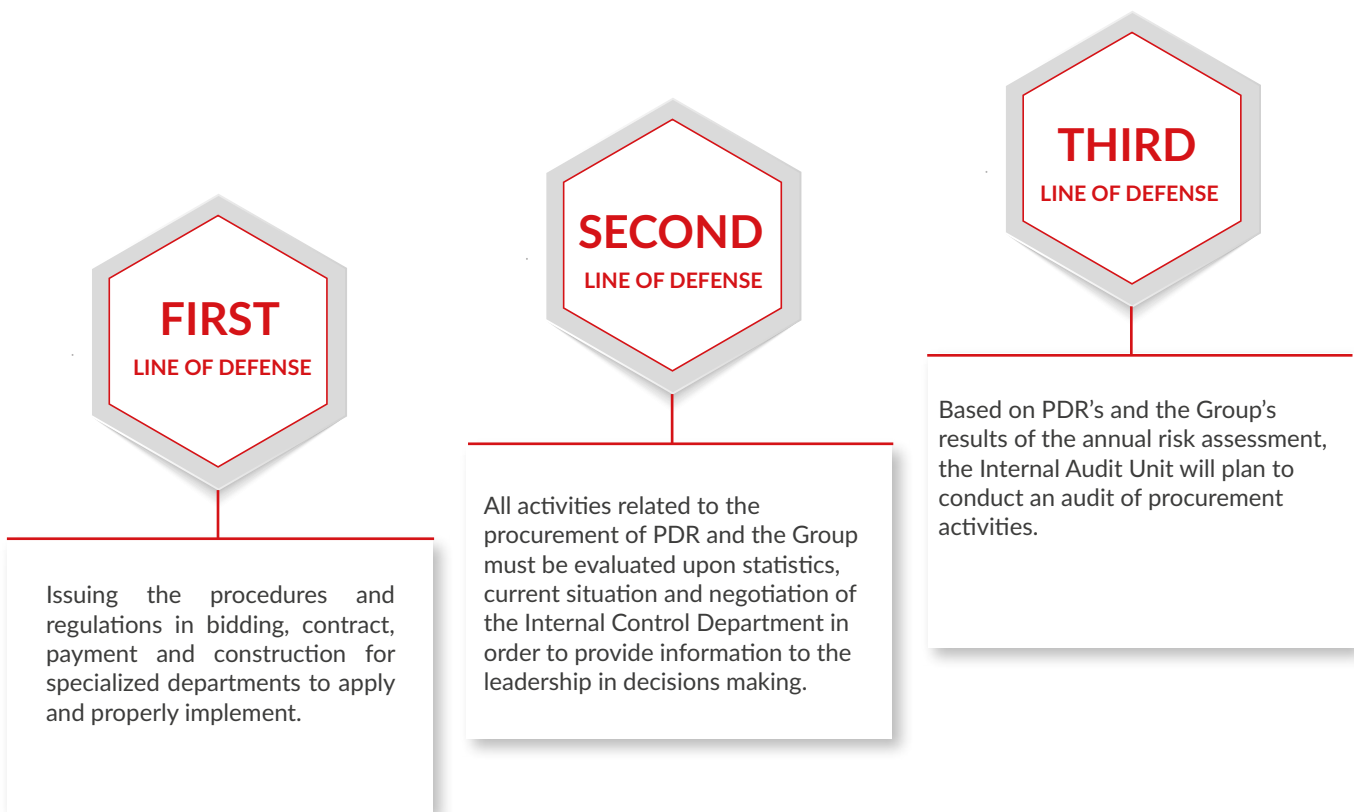 FIRST
LINE OF DEFENSE
Issuing the procedures and
regulations in bidding, contract,
payment and construction for
specialized departments to apply
and properly implement.
SECOND
LINE OF DEFENSE
All activities related to the
procurement of PDR and the Group
must be evaluated upon statistics,
current situation and negotiation of
the Internal Control Department in
order to provide information to the
leadership in decisions making.
THIRD
LINE OF DEFENSE
Based on PDR’s and the Group’s
results of the annual risk assessment,
the Internal Audit Unit will plan to
conduct an audit of procurement
activities.